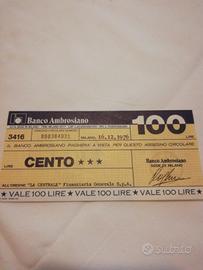 Banco Ambrosiano
100
3416
MILANO, 16.12.1976
LIRE
IL BANCO AMBROSIANO PAGHERA' A VISTA PER QUESTO ASSEGNO CIRCOLARE
LIRE CENTO ★★★
Banco Ambrosiano
SEDE DI MILANO
ALL'ORDINE "LA CENTRALE" Finanziaria Generale S.p.A.
VALE 100 LIRE VALE 100 LIRE VALE 100 LIRE
subito